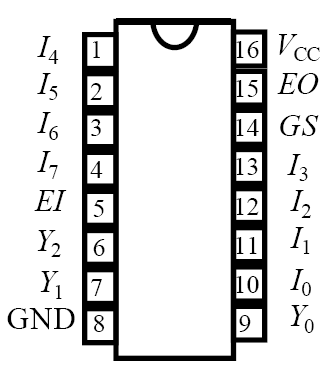 I4 1 16 VCC
I5 2 15 EO
I6 3 14 GS
I7 4 13 I3
EI 5 12 I2
Y2 6 11 I1
Y1 7 10 I0
GND 8 9 Y0